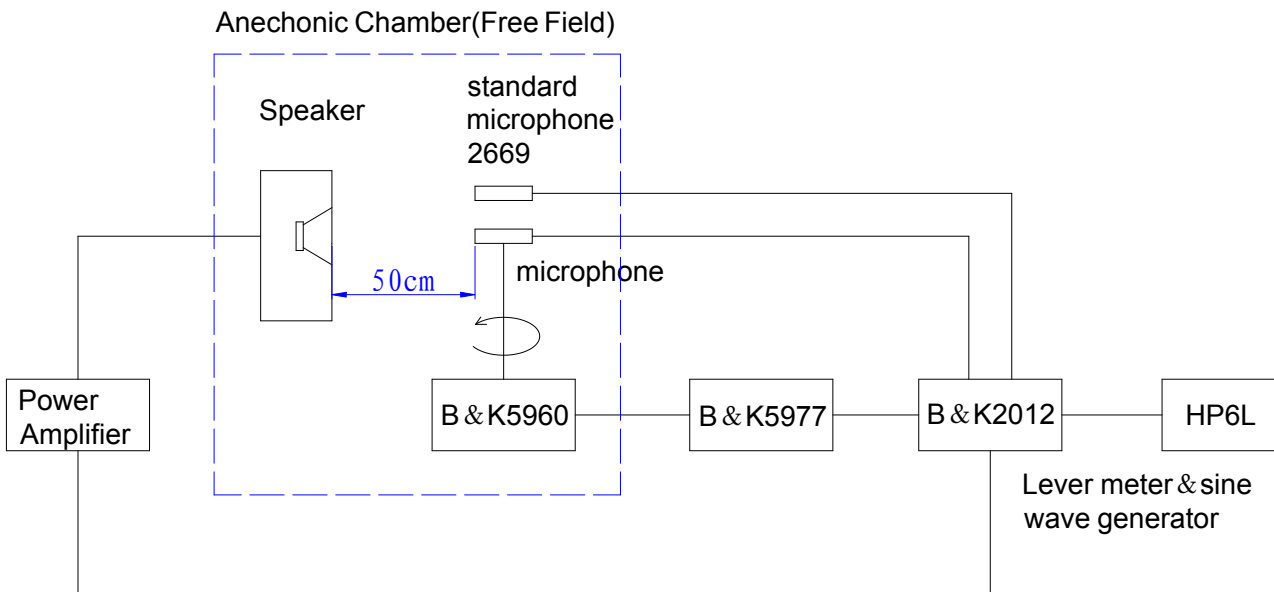 Anechonic Chamber(Free Field)
Speaker
standard
microphone
2669
50cm
microphone
Power
Amplifier
B&K5960
B&K5977
B&K2012
HP6L
Lever meter&sine
wave generator